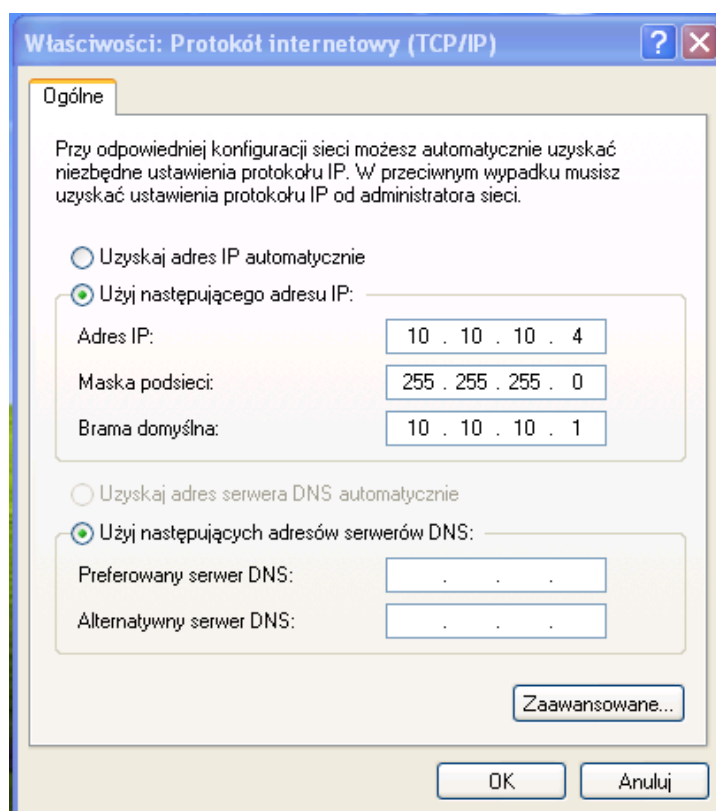 Właściwości: Protokół internetowy (TCP/IP)
Ogólne
Przy odpowiedniej konfiguracji sieci możesz automatycznie uzyskać
niezbędne ustawienia protokołu IP. W przeciwnym wypadku musisz
uzyskać ustawienia protokołu IP od administratora sieci.
Uzyskaj adres IP automatycznie
Użyj następującego adresu IP:
Adres IP: 10 . 10 . 10 . 4
Maska podsieci: 255 . 255 . 255 . 0
Brama domyślna: 10 . 10 . 10 . 1
Uzyskaj adres serwera DNS automatycznie
Użyj następujących adresów serwerów DNS:
Preferowany serwer DNS: . . .
Alternatywny serwer DNS: . . .
Zaawansowane...
OK Anuluj